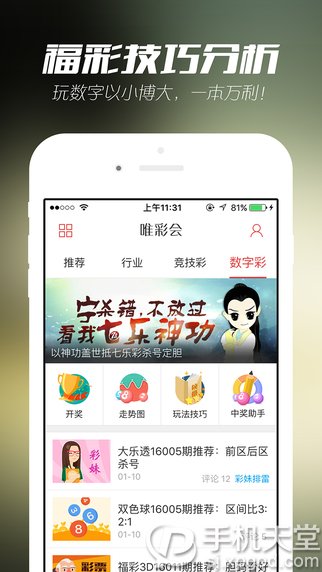 福彩技巧分析
玩数字以小博大，一本万利！
上午11:31
81%
唯彩会
推荐 行业 竞技彩 数字彩
宁杀错，不放过
看我七乐神功
以神功盖世抵七乐彩杀号定胆
开奖 走势图 玩法技巧 中奖助手
彩妹
大乐透16005期推荐：前区后区
杀号
01-10 评论 12 彩妹排雷
双色球16005期推荐：区间比3:
2:1
01-10
彩票
福彩3D16011期推荐：胆码看好
手机天堂